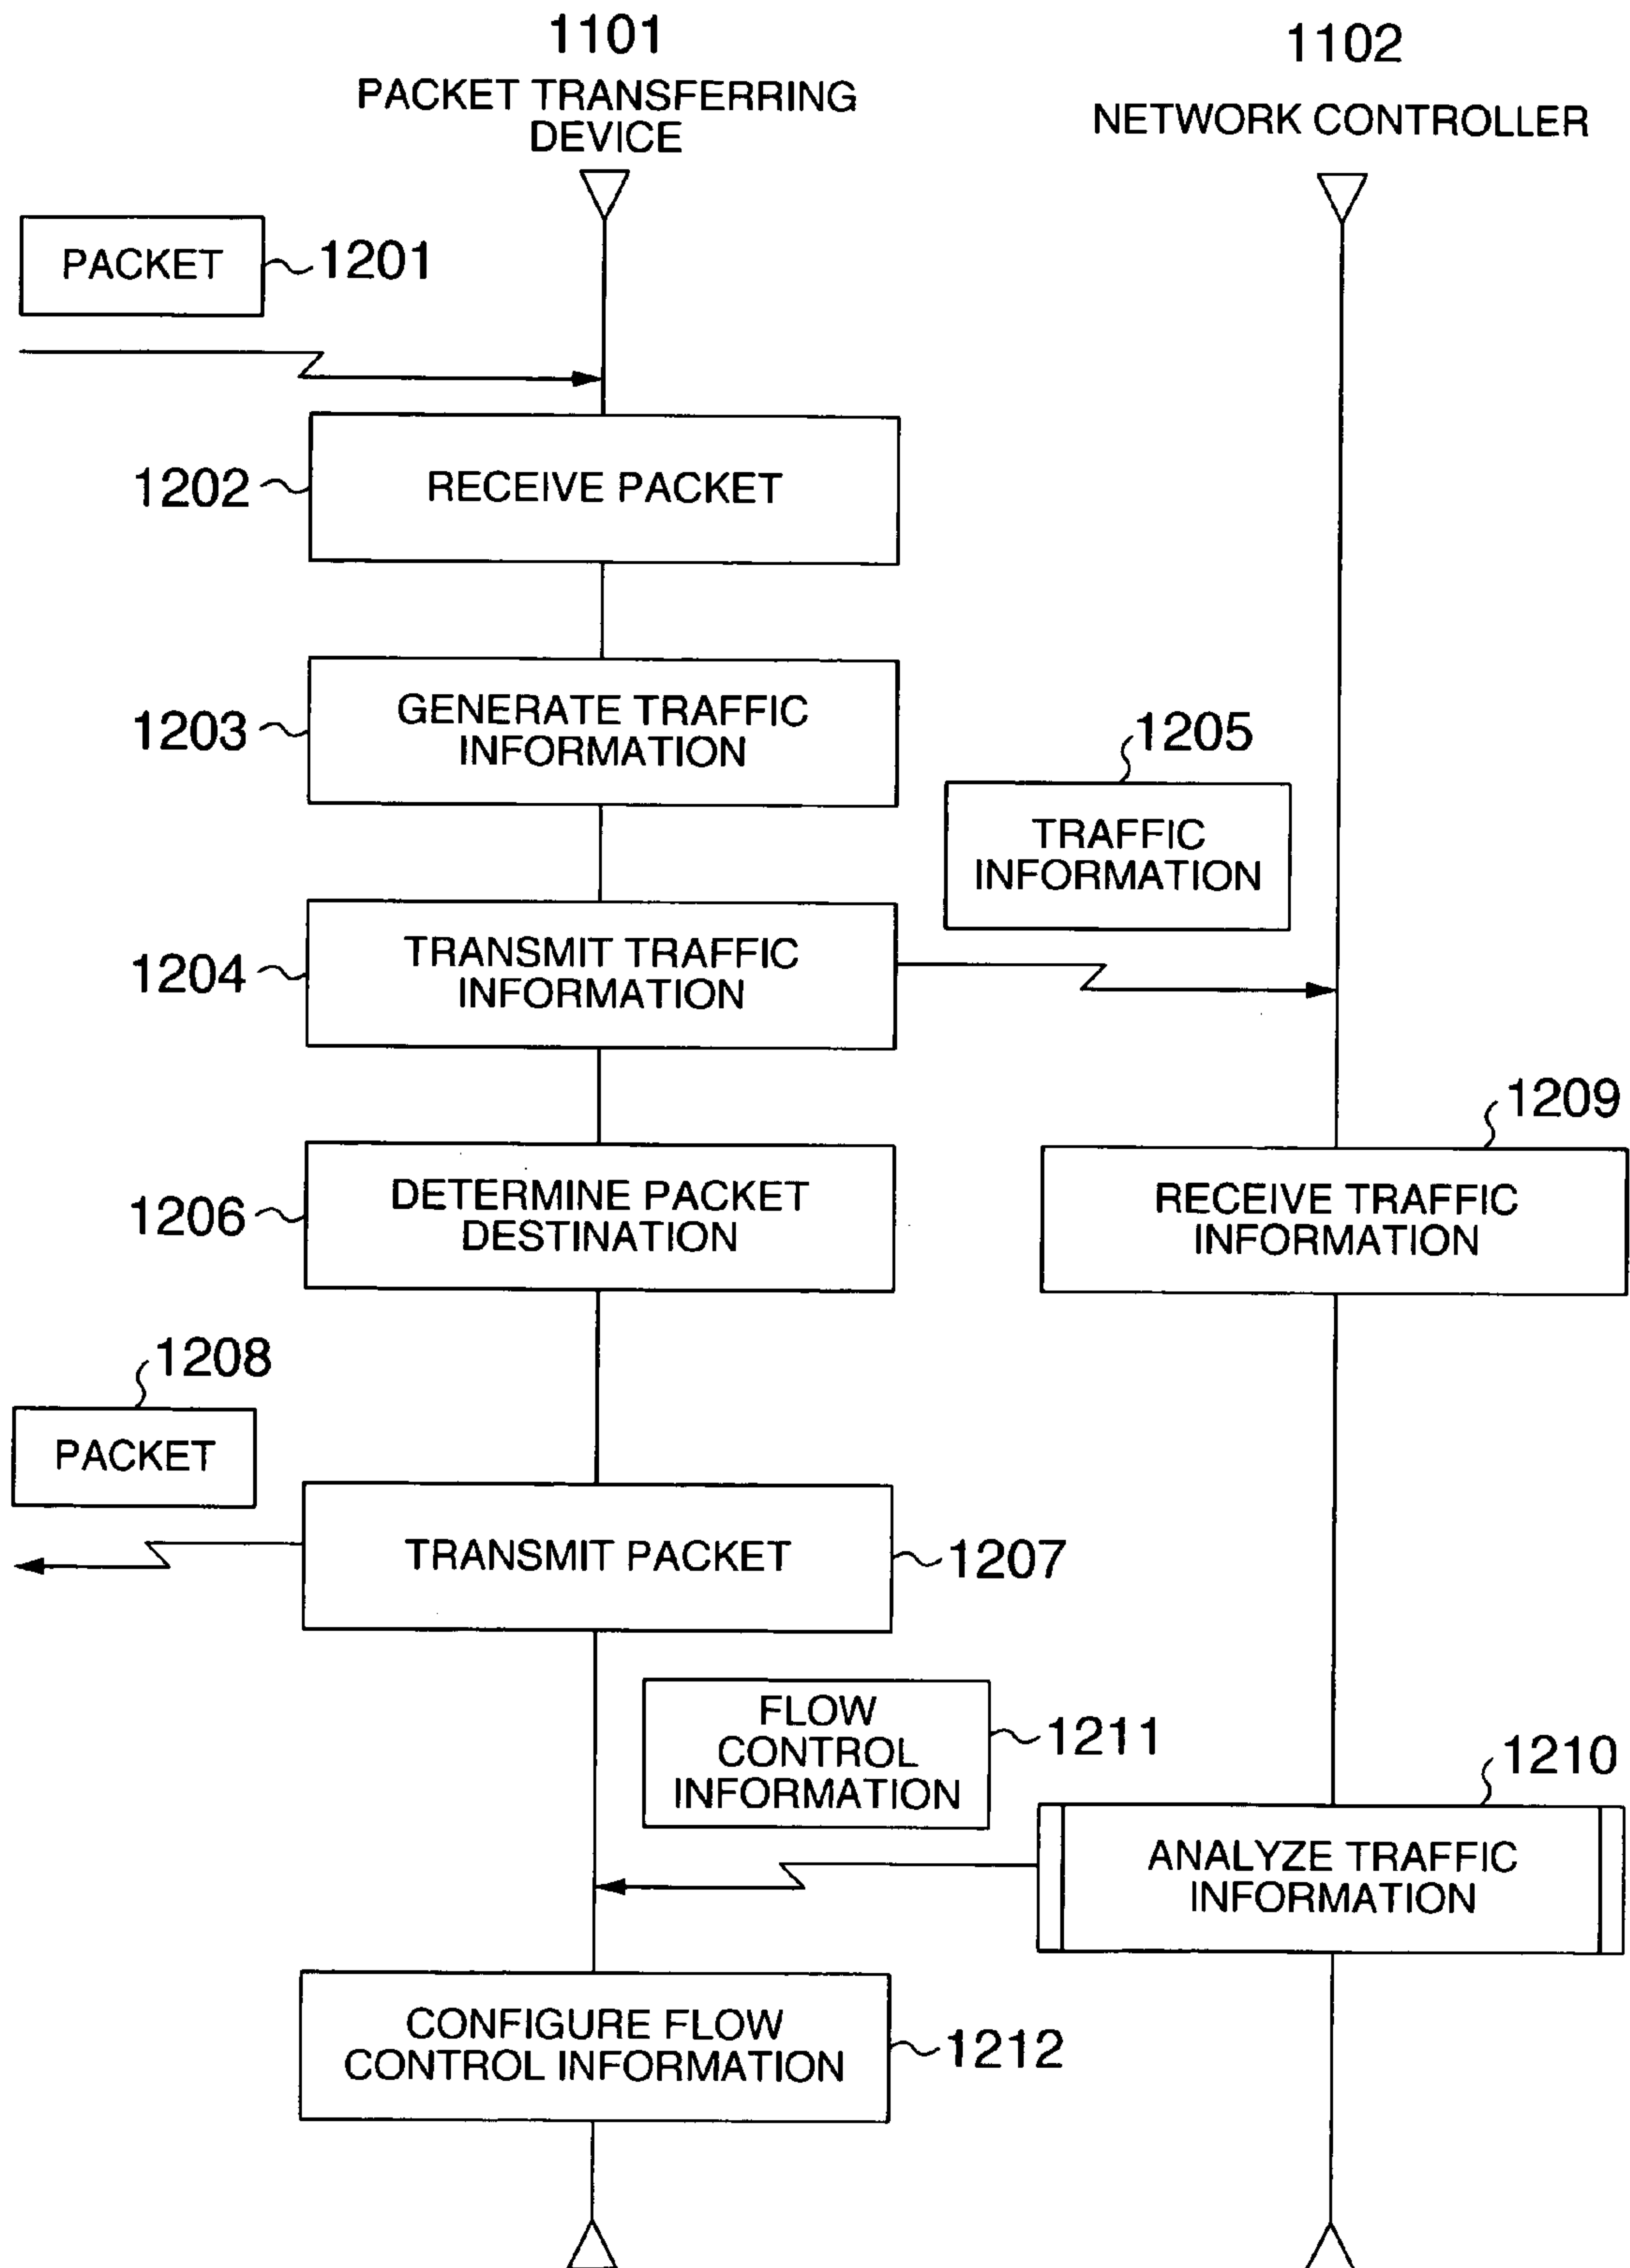 1101
PACKET TRANSFERRING
DEVICE
1102
NETWORK CONTROLLER
PACKET
1201
1202
RECEIVE PACKET
1203
GENERATE TRAFFIC
INFORMATION
1205
TRAFFIC
INFORMATION
1204
TRANSMIT TRAFFIC
INFORMATION
1209
1206
DETERMINE PACKET
DESTINATION
RECEIVE TRAFFIC
INFORMATION
1208
PACKET
TRANSMIT PACKET
1207
FLOW
CONTROL
INFORMATION
1211
1210
ANALYZE TRAFFIC
INFORMATION
CONFIGURE FLOW
CONTROL INFORMATION
1212